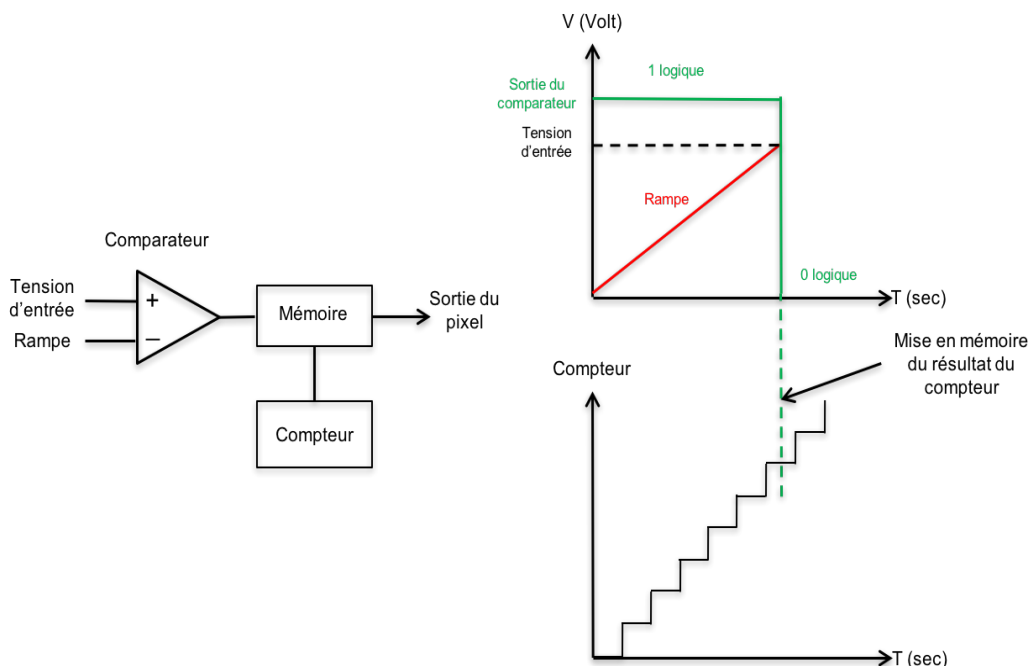 V (Volt)
1 logique
Sortie du
comparateur
Tension
d'entrée
Rampe
0 logique
T (sec)
Comparateur
Tension
d'entrée
+
Rampe
−
Mémoire
Sortie du
pixel
Compteur
Mise en mémoire
du résultat du
compteur
Compteur
T (sec)